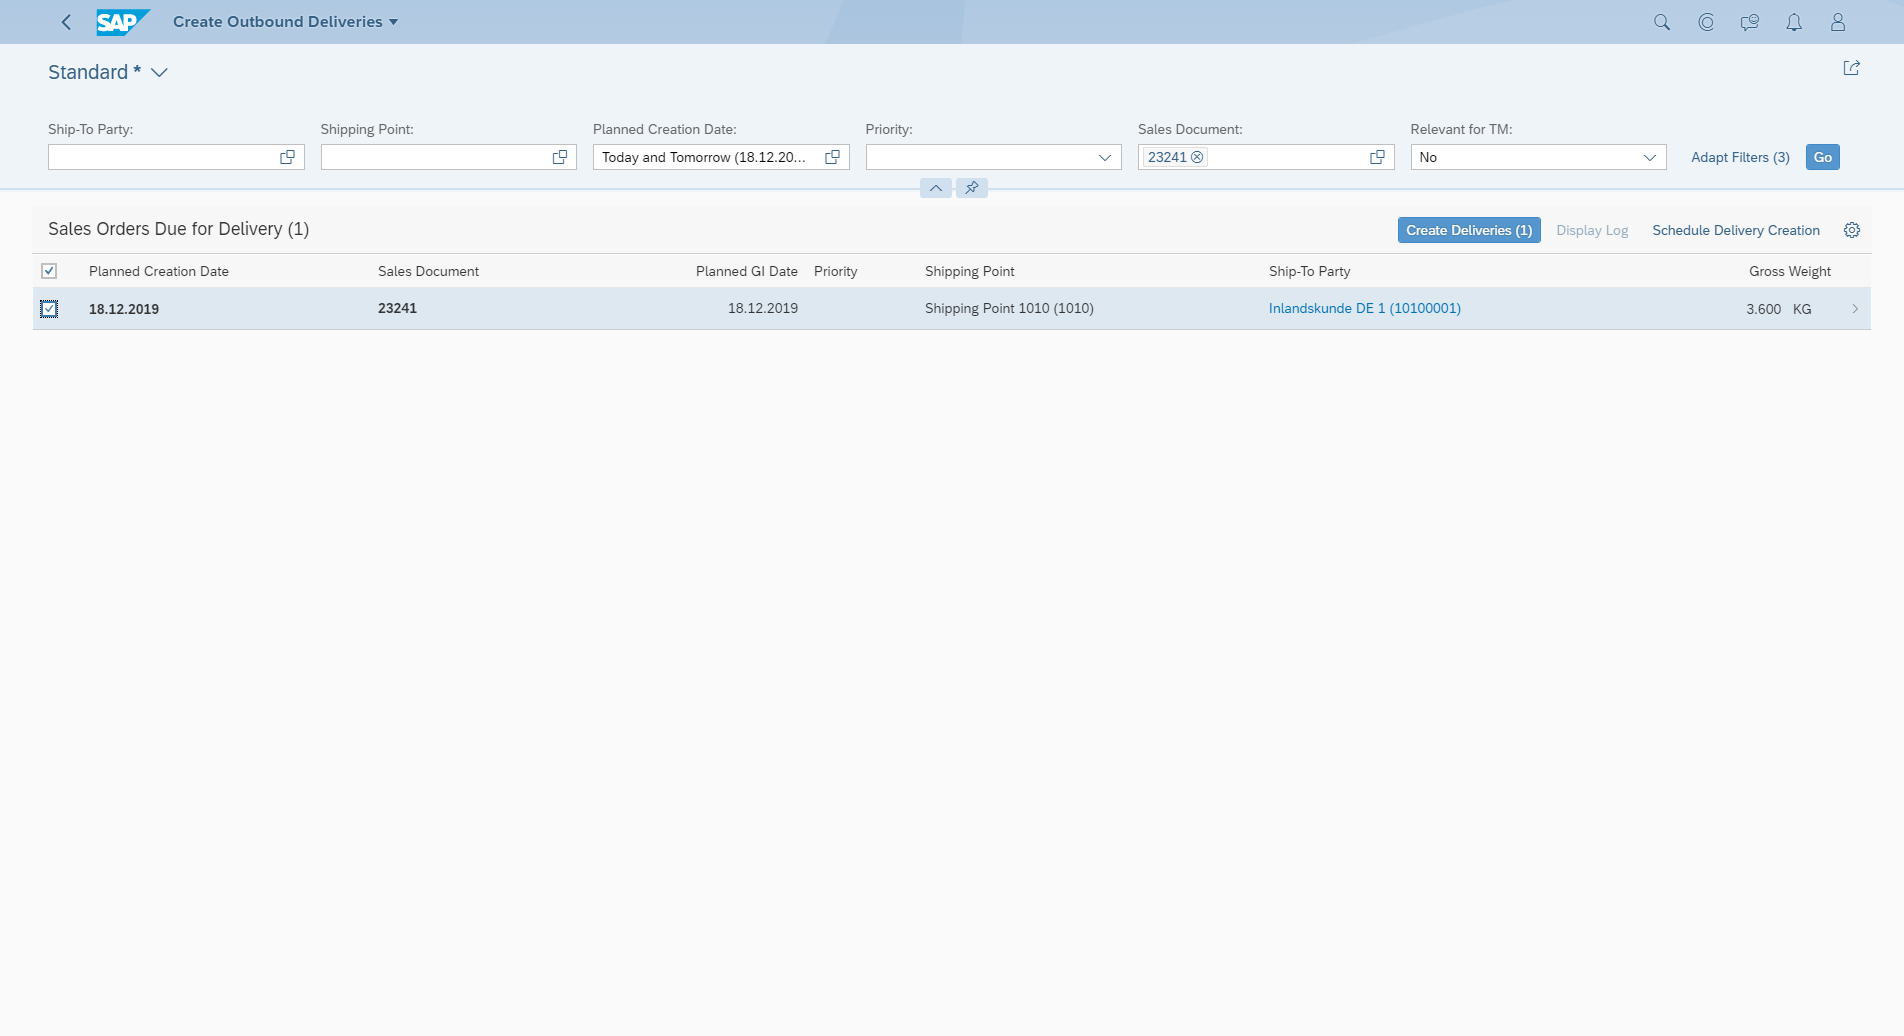 SAP Create Outbound Deliveries
Standard *
Ship-To Party: Shipping Point: Planned Creation Date: Priority: Sales Document: Relevant for TM:
Today and Tomorrow (18.12.20... 23241 No Adapt Filters (3) Go
Sales Orders Due for Delivery (1) Create Deliveries (1) Display Log Schedule Delivery Creation
Planned Creation Date Sales Document Planned GI Date Priority Shipping Point Ship-To Party Gross Weight
18.12.2019 23241 18.12.2019 Shipping Point 1010 (1010) Inlandskunde DE 1 (10100001) 3.600 KG